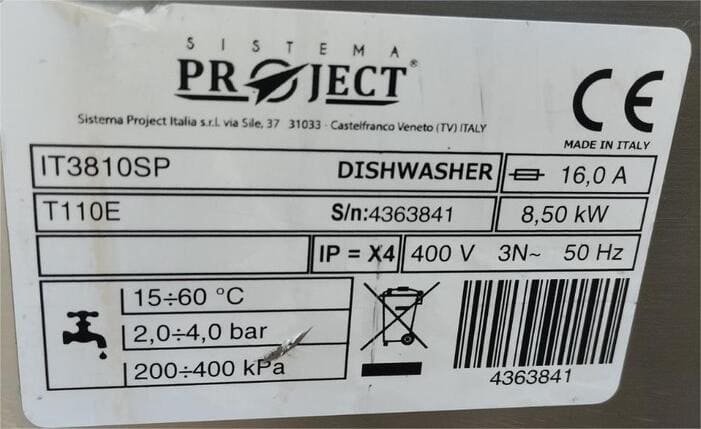 SISTEMA
PROJECT®
Sistema Project Italia s.r.l. via Sile, 37 31033 - Castelfranco Veneto (TV) ITALY
CE
MADE IN ITALY
IT3810SP DISHWASHER 16,0 A
T110E S/n:4363841 8,50 kW
IP = X4 400 V 3N~ 50 Hz
15÷60 °C
2,0÷4,0 bar
200÷400 kPa
4363841